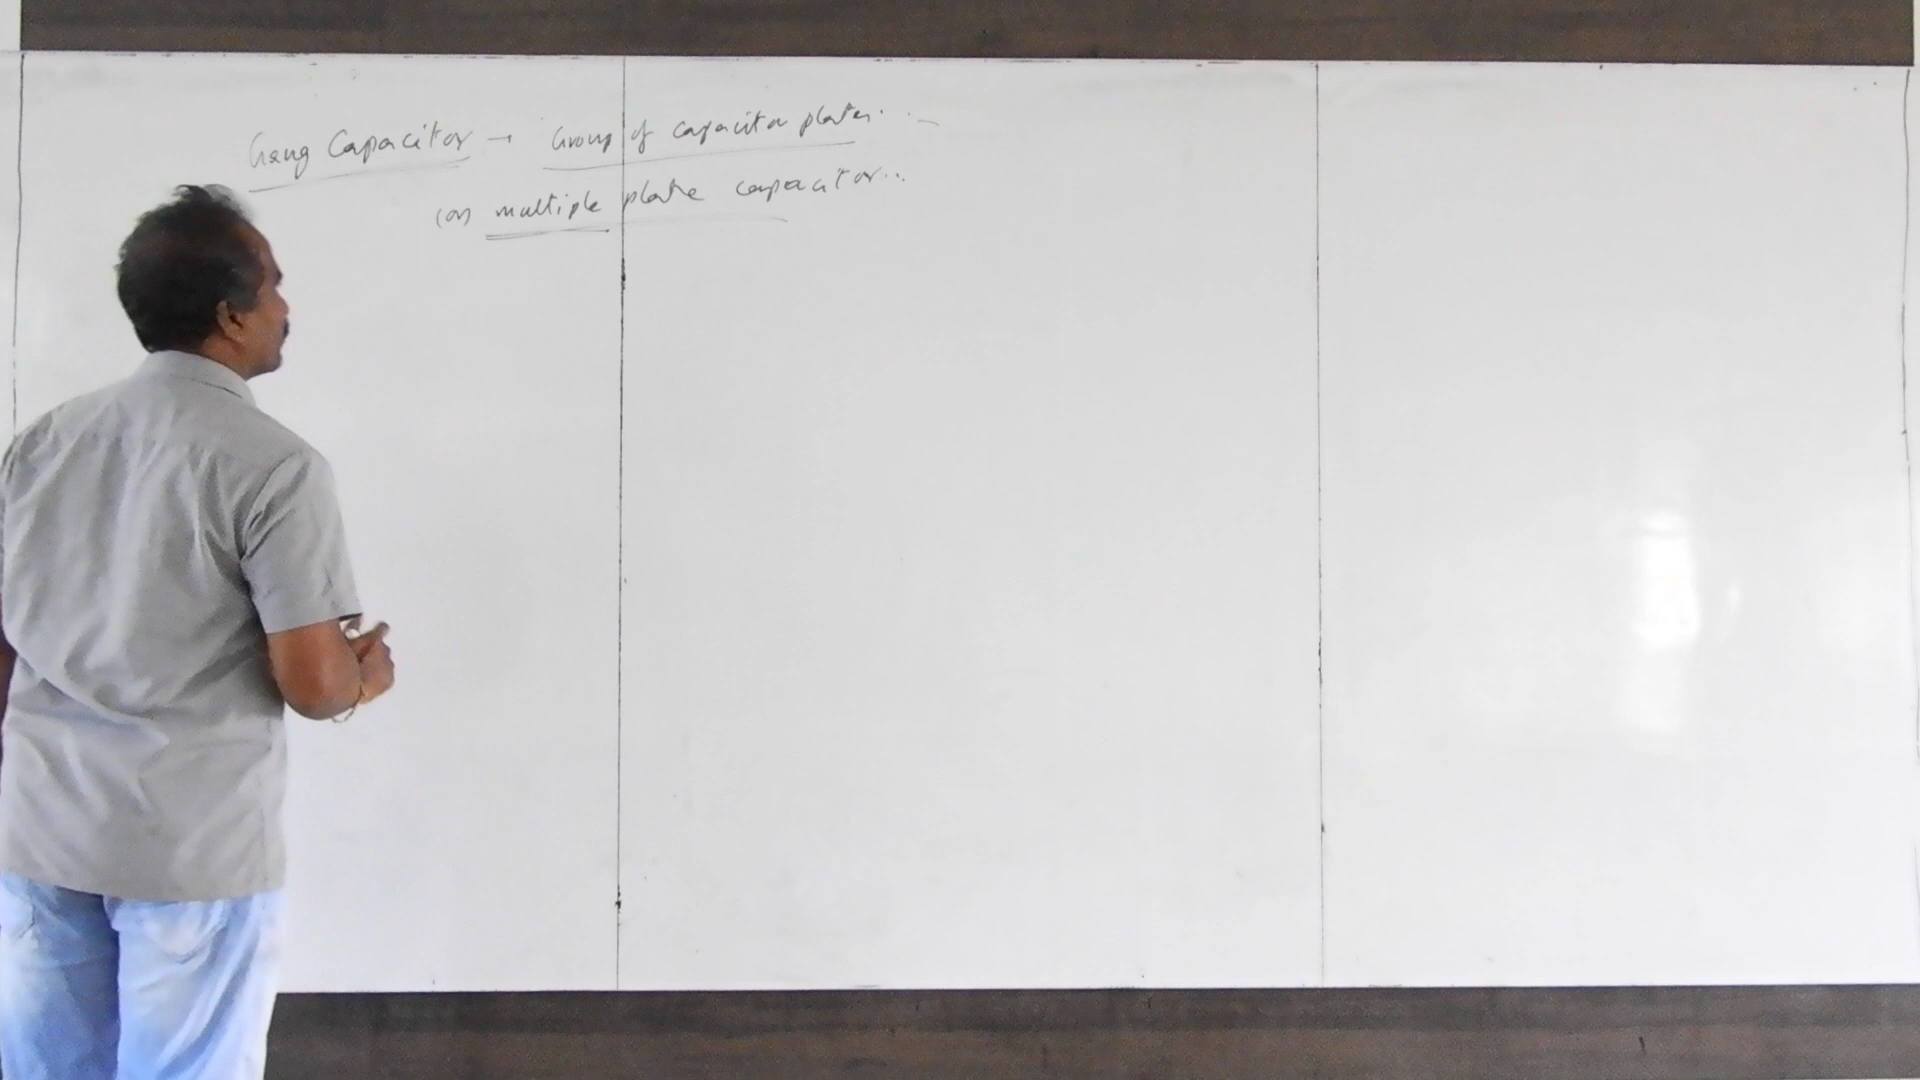 Gang Capacitor → Group of capacitor plates...
(or) multiple plate capacitor...